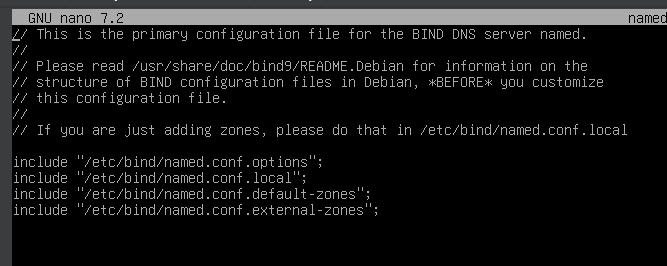 GNU nano 7.2 named
// This is the primary configuration file for the BIND DNS server named.
//
// Please read /usr/share/doc/bind9/README.Debian for information on the
// structure of BIND configuration files in Debian, *BEFORE* you customize
// this configuration file.
//
// If you are just adding zones, please do that in /etc/bind/named.conf.local
include "/etc/bind/named.conf.options";
include "/etc/bind/named.conf.local";
include "/etc/bind/named.conf.default-zones";
include "/etc/bind/named.conf.external-zones";